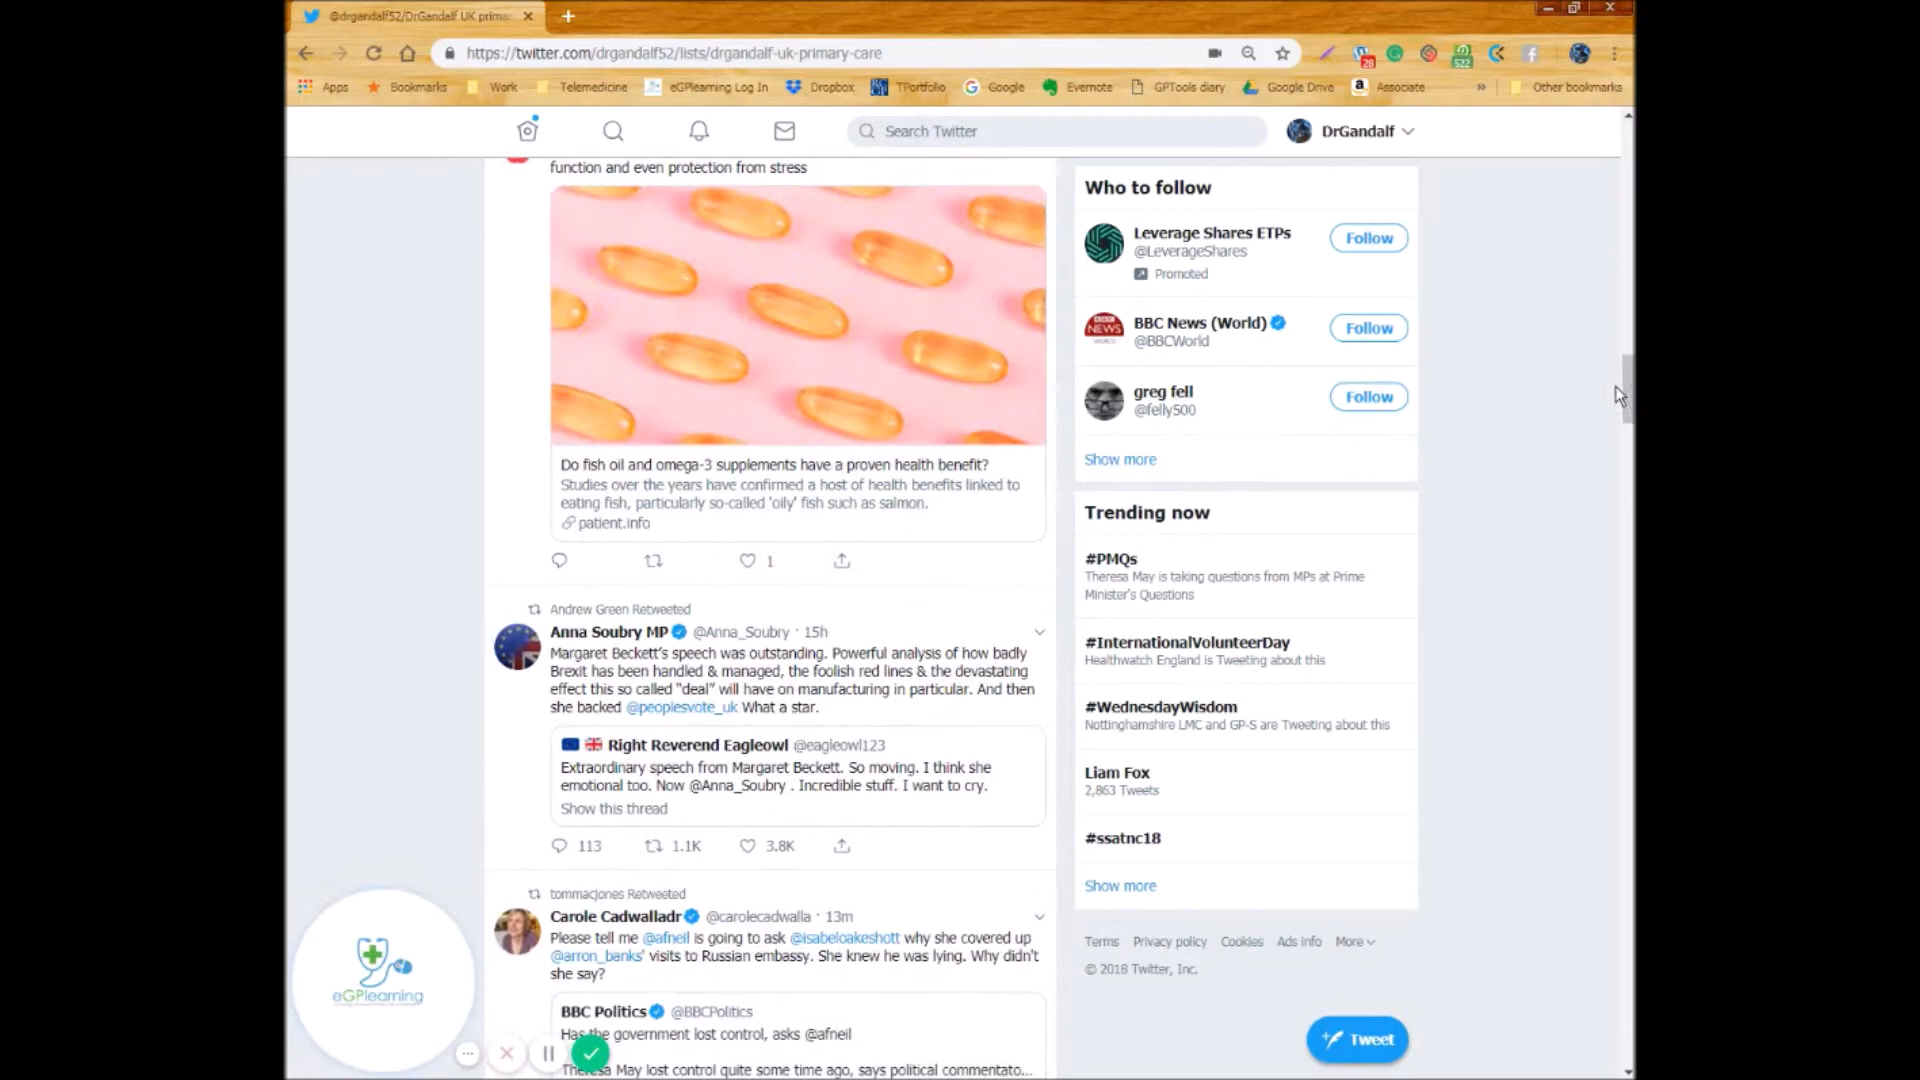 @drgandalf52/DrGandalf UK prima
https://twitter.com/drgandalf52/lists/drgandalf-uk-primary-care
28
522
Apps Bookmarks Work Telemedicine eGPlearning Log In Dropbox TPortfolio Google Evernote GPTools diary Google Drive Associate » Other bookmarks
Search Twitter
DrGandalf
function and even protection from stress
Do fish oil and omega-3 supplements have a proven health benefit?
Studies over the years have confirmed a host of health benefits linked to
eating fish, particularly so-called 'oily' fish such as salmon.
patient.info
1
Andrew Green Retweeted
Anna Soubry MP @Anna_Soubry · 15h
Margaret Beckett's speech was outstanding. Powerful analysis of how badly
Brexit has been handled & managed, the foolish red lines & the devastating
effect this so called "deal" will have on manufacturing in particular. And then
she backed @peoplesvote_uk What a star.
Right Reverend Eagleowl @eagleowl123
Extraordinary speech from Margaret Beckett. So moving. I think she
emotional too. Now @Anna_Soubry . Incredible stuff. I want to cry.
Show this thread
113 1.1K 3.8K
tommacjones Retweeted
Carole Cadwalladr @carolecadwalla · 13m
Please tell me @afneil is going to ask @isabeloakeshott why she covered up
@arron_banks' visits to Russian embassy. She knew he was lying. Why didn't
she say?
BBC Politics @BBCPolitics
Has the government lost control, asks @afneil
Theresa May lost control quite some time ago, says political commentato...
Who to follow
Leverage Shares ETPs
@LeverageShares
Promoted
Follow
BBC NEWS WORLD
BBC News (World)
@BBCWorld
Follow
greg fell
@felly500
Follow
Show more
Trending now
#PMQs
Theresa May is taking questions from MPs at Prime
Minister's Questions
#InternationalVolunteerDay
Healthwatch England is Tweeting about this
#WednesdayWisdom
Nottinghamshire LMC and GP-S are Tweeting about this
Liam Fox
2,863 Tweets
#ssatnc18
Show more
Terms Privacy policy Cookies Ads info More
© 2018 Twitter, Inc.
Tweet
eGPlearning